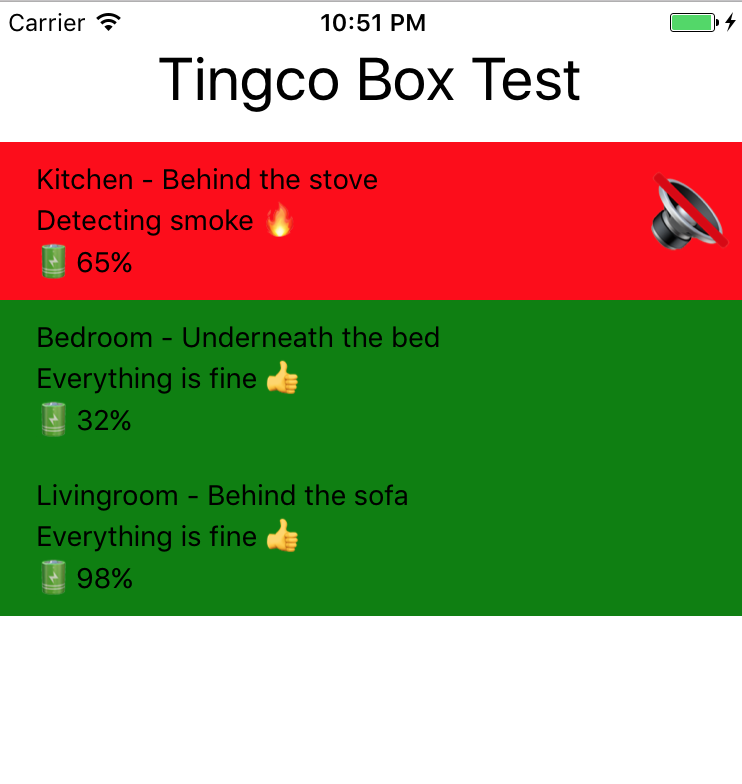 Carrier 10:51 PM
Tingco Box Test
Kitchen - Behind the stove
Detecting smoke 🔥
🔋 65%
Bedroom - Underneath the bed
Everything is fine 👍
🔋 32%
Livingroom - Behind the sofa
Everything is fine 👍
🔋 98%